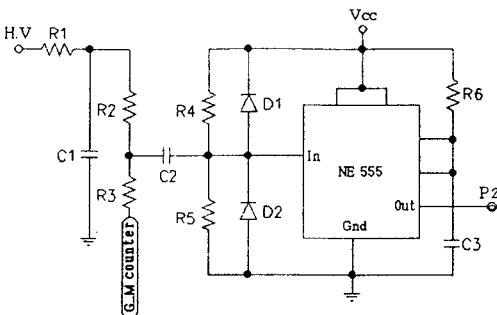 H.V
R1
Vcc
R2
R4
D1
R6
C1
C2
In
NE 555
P2
R3
R5
D2
Out
Gnd
C3
G_M counter